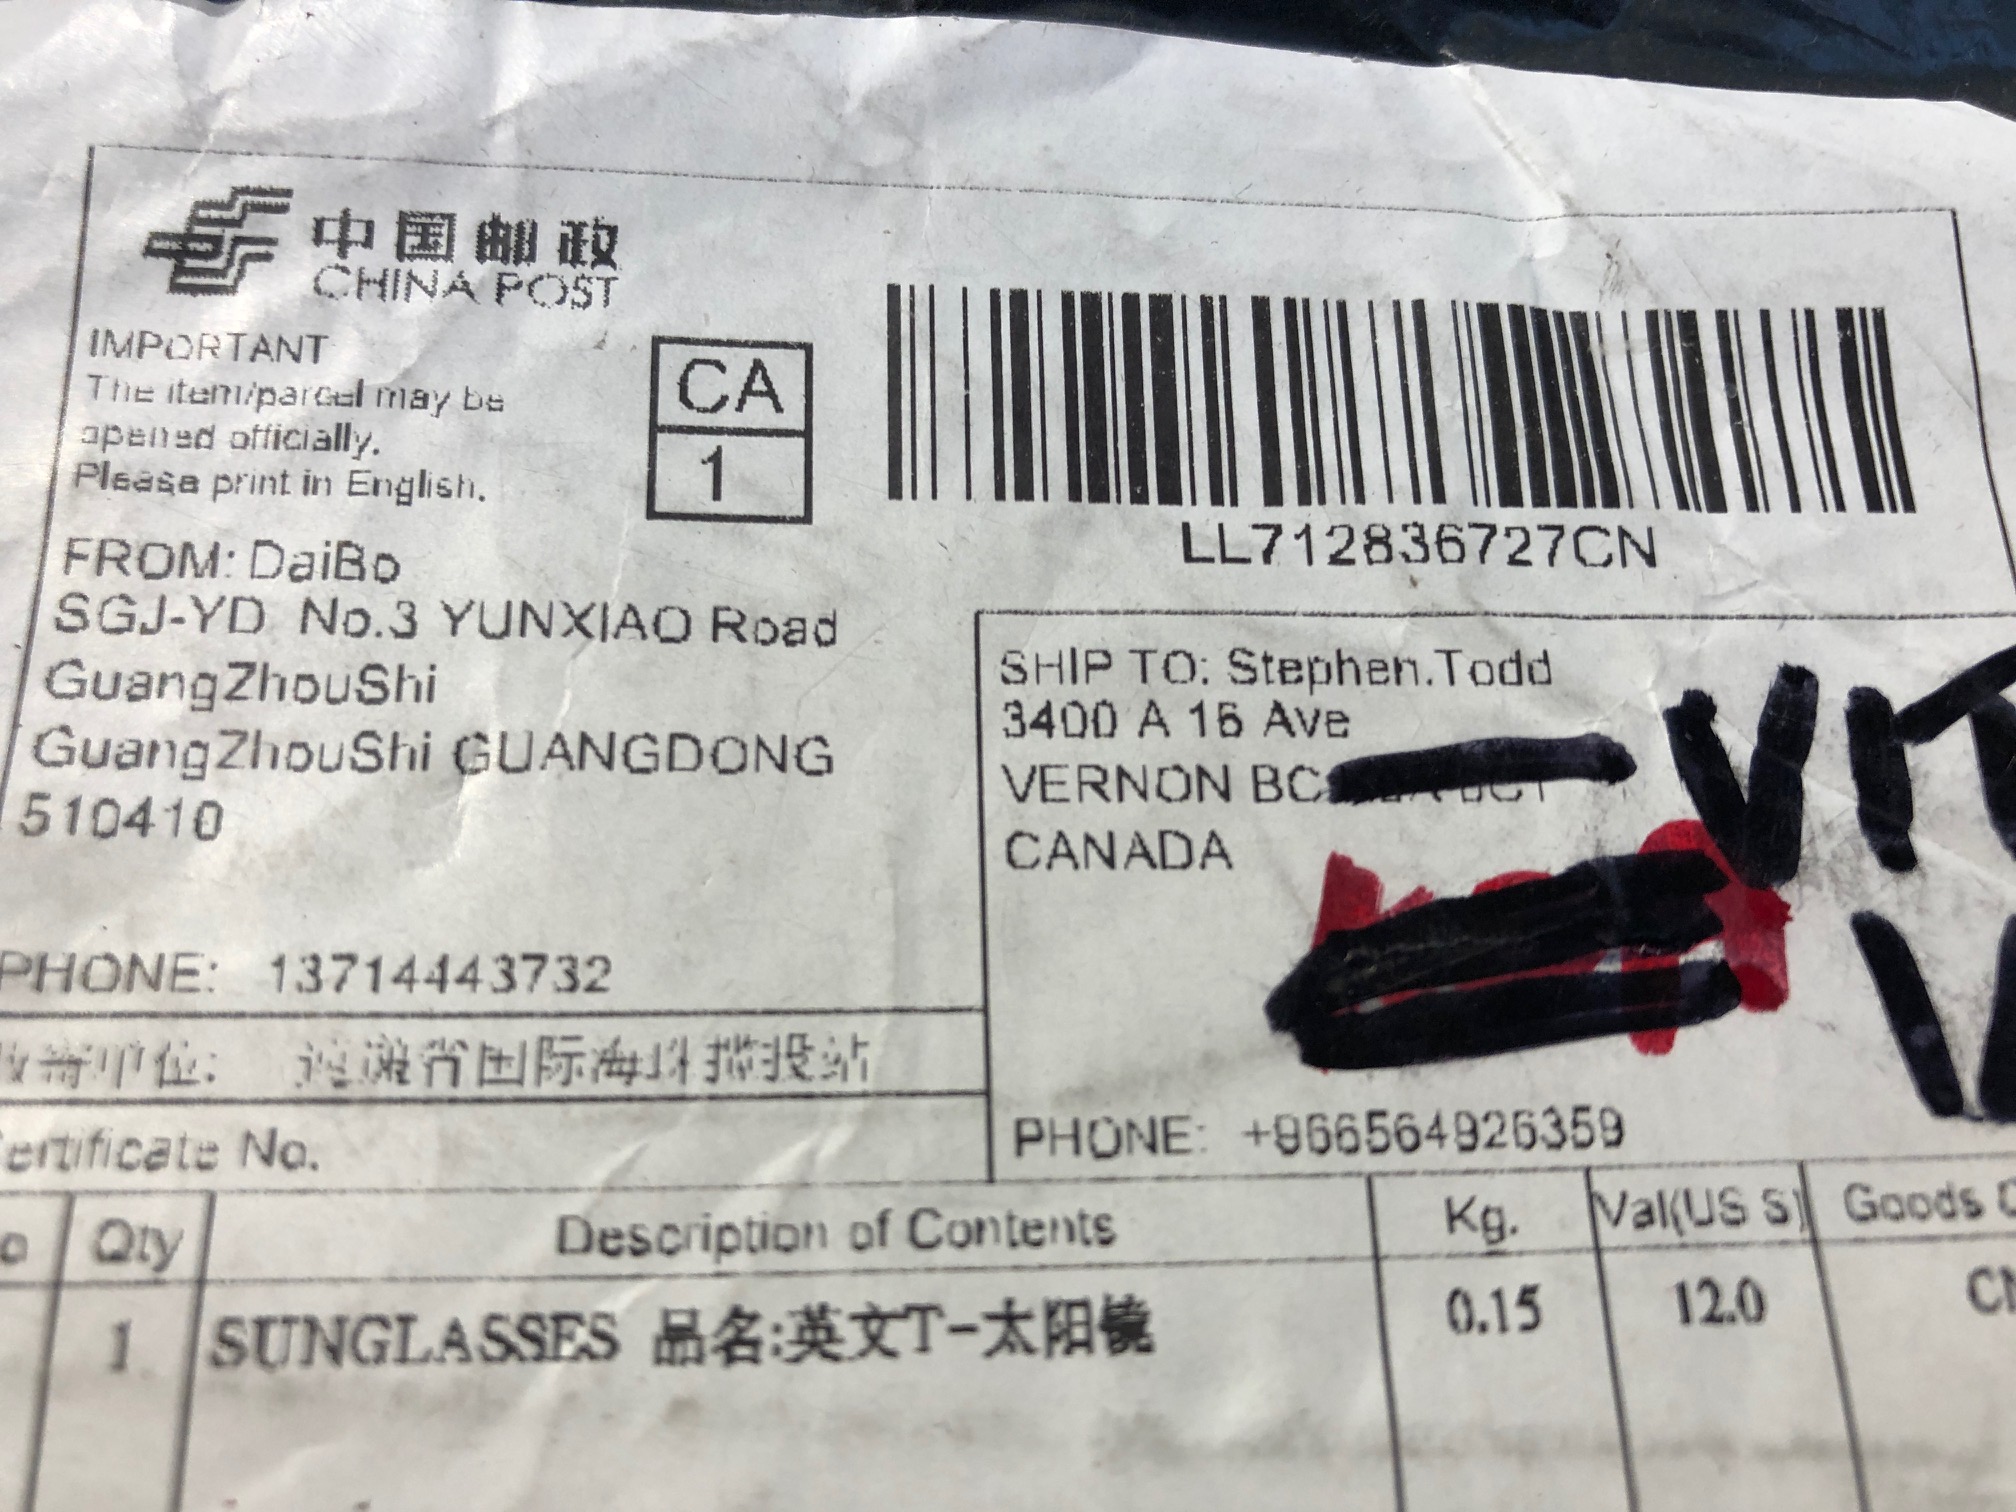 中国邮政
CHINA POST
IMPORTANT
The item/parcel may be
opened officially.
Please print in English.
CA
1
LL712836727CN
FROM: DaiBo
SGJ-YD No.3 YUNXIAO Road
GuangZhouShi
GuangZhouShi GUANGDONG
510410
PHONE: 13714443732
SHIP TO: Stephen.Todd
3400 A 16 Ave
VERNON BC
CANADA
PHONE: +966564926359
单位:
Certificate No.
Qty Description of Contents Kg. Val(US $) Goods
1 SUNGLASSES 品名:英文T-太阳镜 0.15 12.0